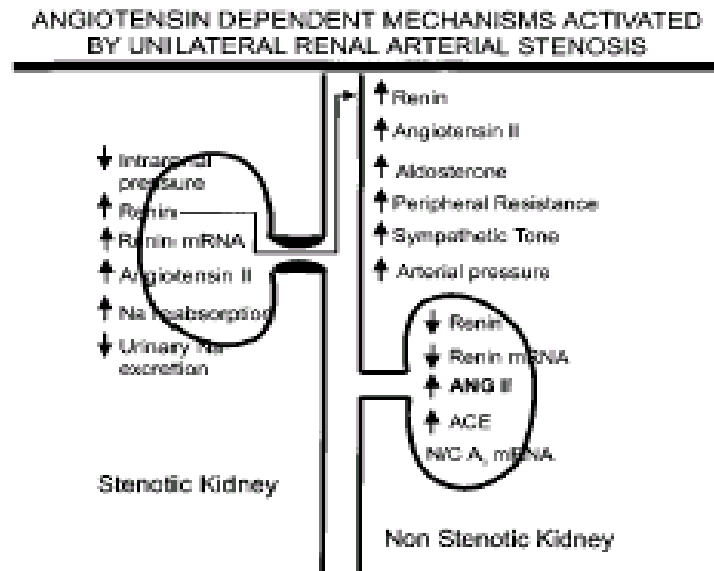 ANGIOTENSIN DEPENDENT MECHANISMS ACTIVATED
BY UNILATERAL RENAL ARTERIAL STENOSIS
Intrarenal
pressure
Renin
Renin mRNA
Angiotensin II
Na reabsorption
Urinary Na
excretion
Stenotic Kidney
Renin
Angiotensin II
Aldosterone
Peripheral Resistance
Sympathetic Tone
Arterial pressure
Renin
Renin mRNA
ANG II
ACE
N/C A, mRNA
Non Stenotic Kidney